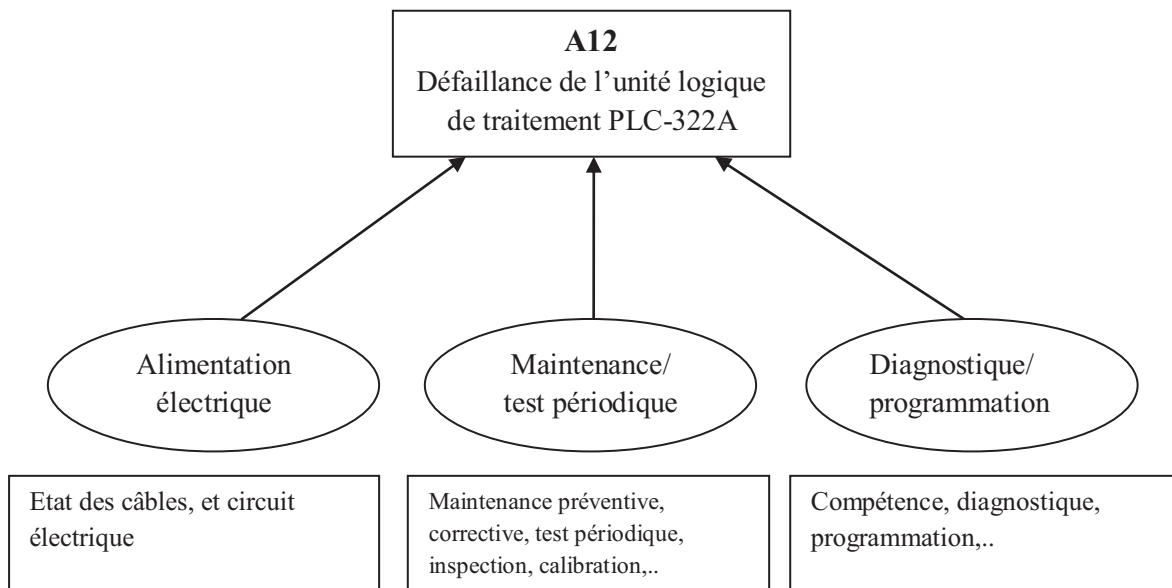 A12
Défaillance de l’unité logique
de traitement PLC-322A
Alimentation
électrique
Maintenance/
test périodique
Diagnostique/
programmation
Etat des câbles, et circuit
électrique
Maintenance préventive,
corrective, test périodique,
inspection, calibration,..
Compétence, diagnostique,
programmation,..